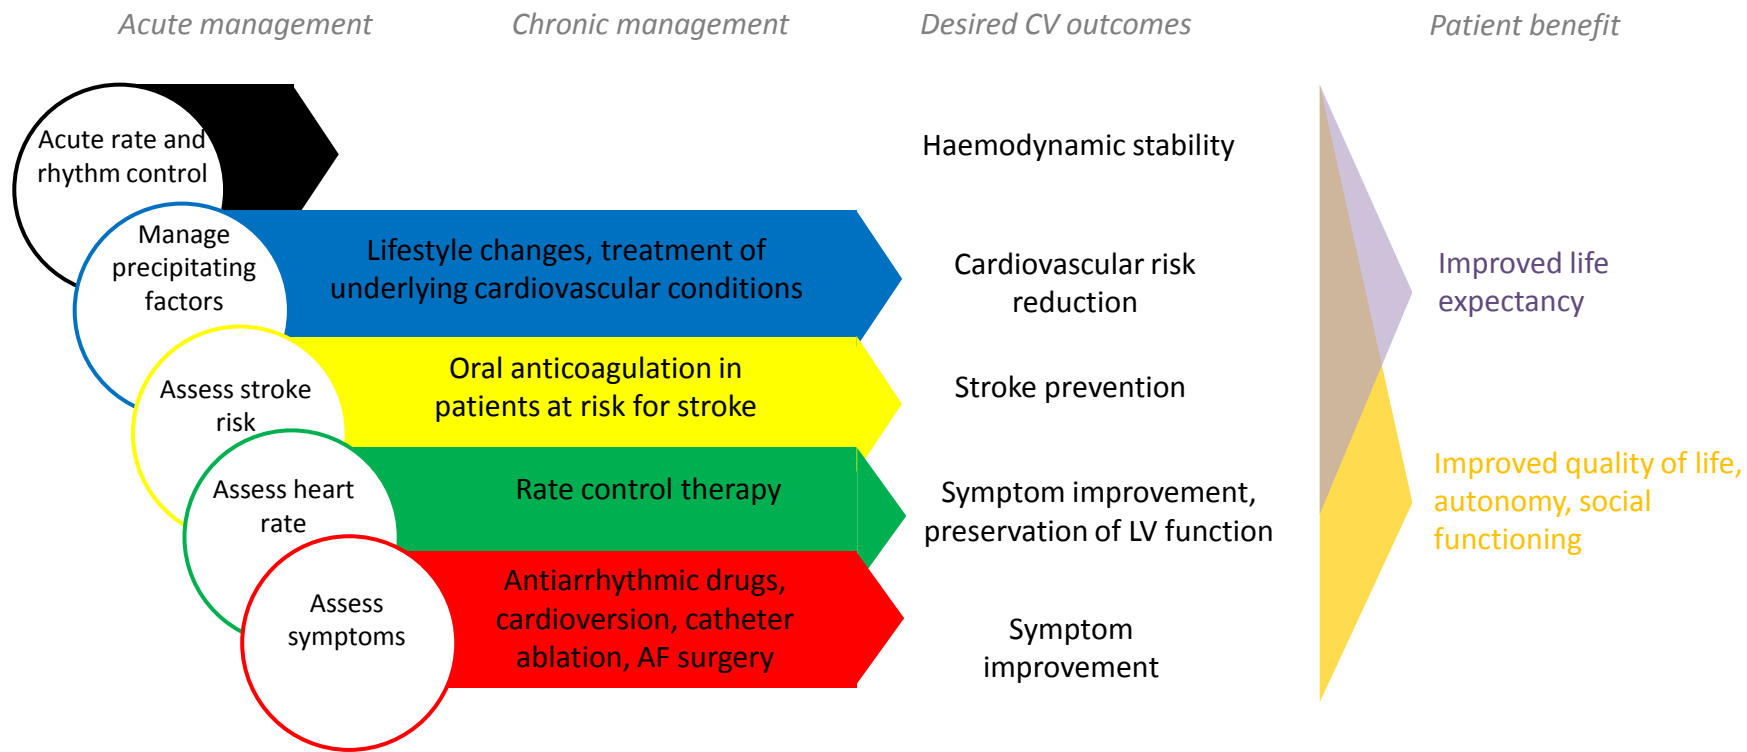 Acute management
Chronic management
Desired CV outcomes
Patient benefit
Acute rate and
rhythm control
Haemodynamic stability
Manage
precipitating
factors
Lifestyle changes, treatment of
underlying cardiovascular conditions
Cardiovascular risk
reduction
Improved life
expectancy
Assess stroke
risk
Oral anticoagulation in
patients at risk for stroke
Stroke prevention
Assess heart
rate
Rate control therapy
Symptom improvement,
preservation of LV function
Improved quality of life,
autonomy, social
functioning
Assess
symptoms
Antiarrhythmic drugs,
cardioversion, catheter
ablation, AF surgery
Symptom
improvement